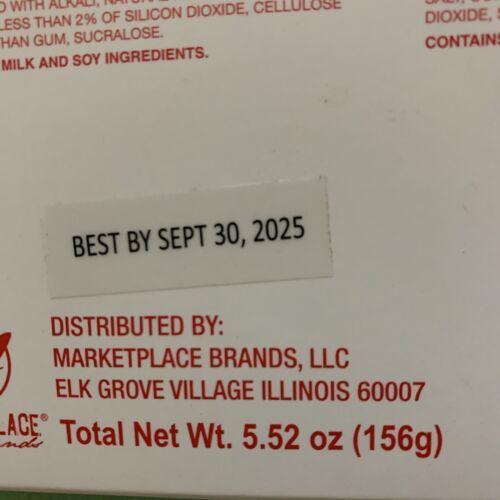 WITH ALKALI,
LESS THAN 2% OF SILICON DIOXIDE, CELLULOSE
GUM, SUCRALOSE.
MILK AND SOY INGREDIENTS.
DIOXIDE,
CONTAINS
BEST BY SEPT 30, 2025
DISTRIBUTED BY:
MARKETPLACE BRANDS, LLC
ELK GROVE VILLAGE ILLINOIS 60007
Total Net Wt. 5.52 oz (156g)